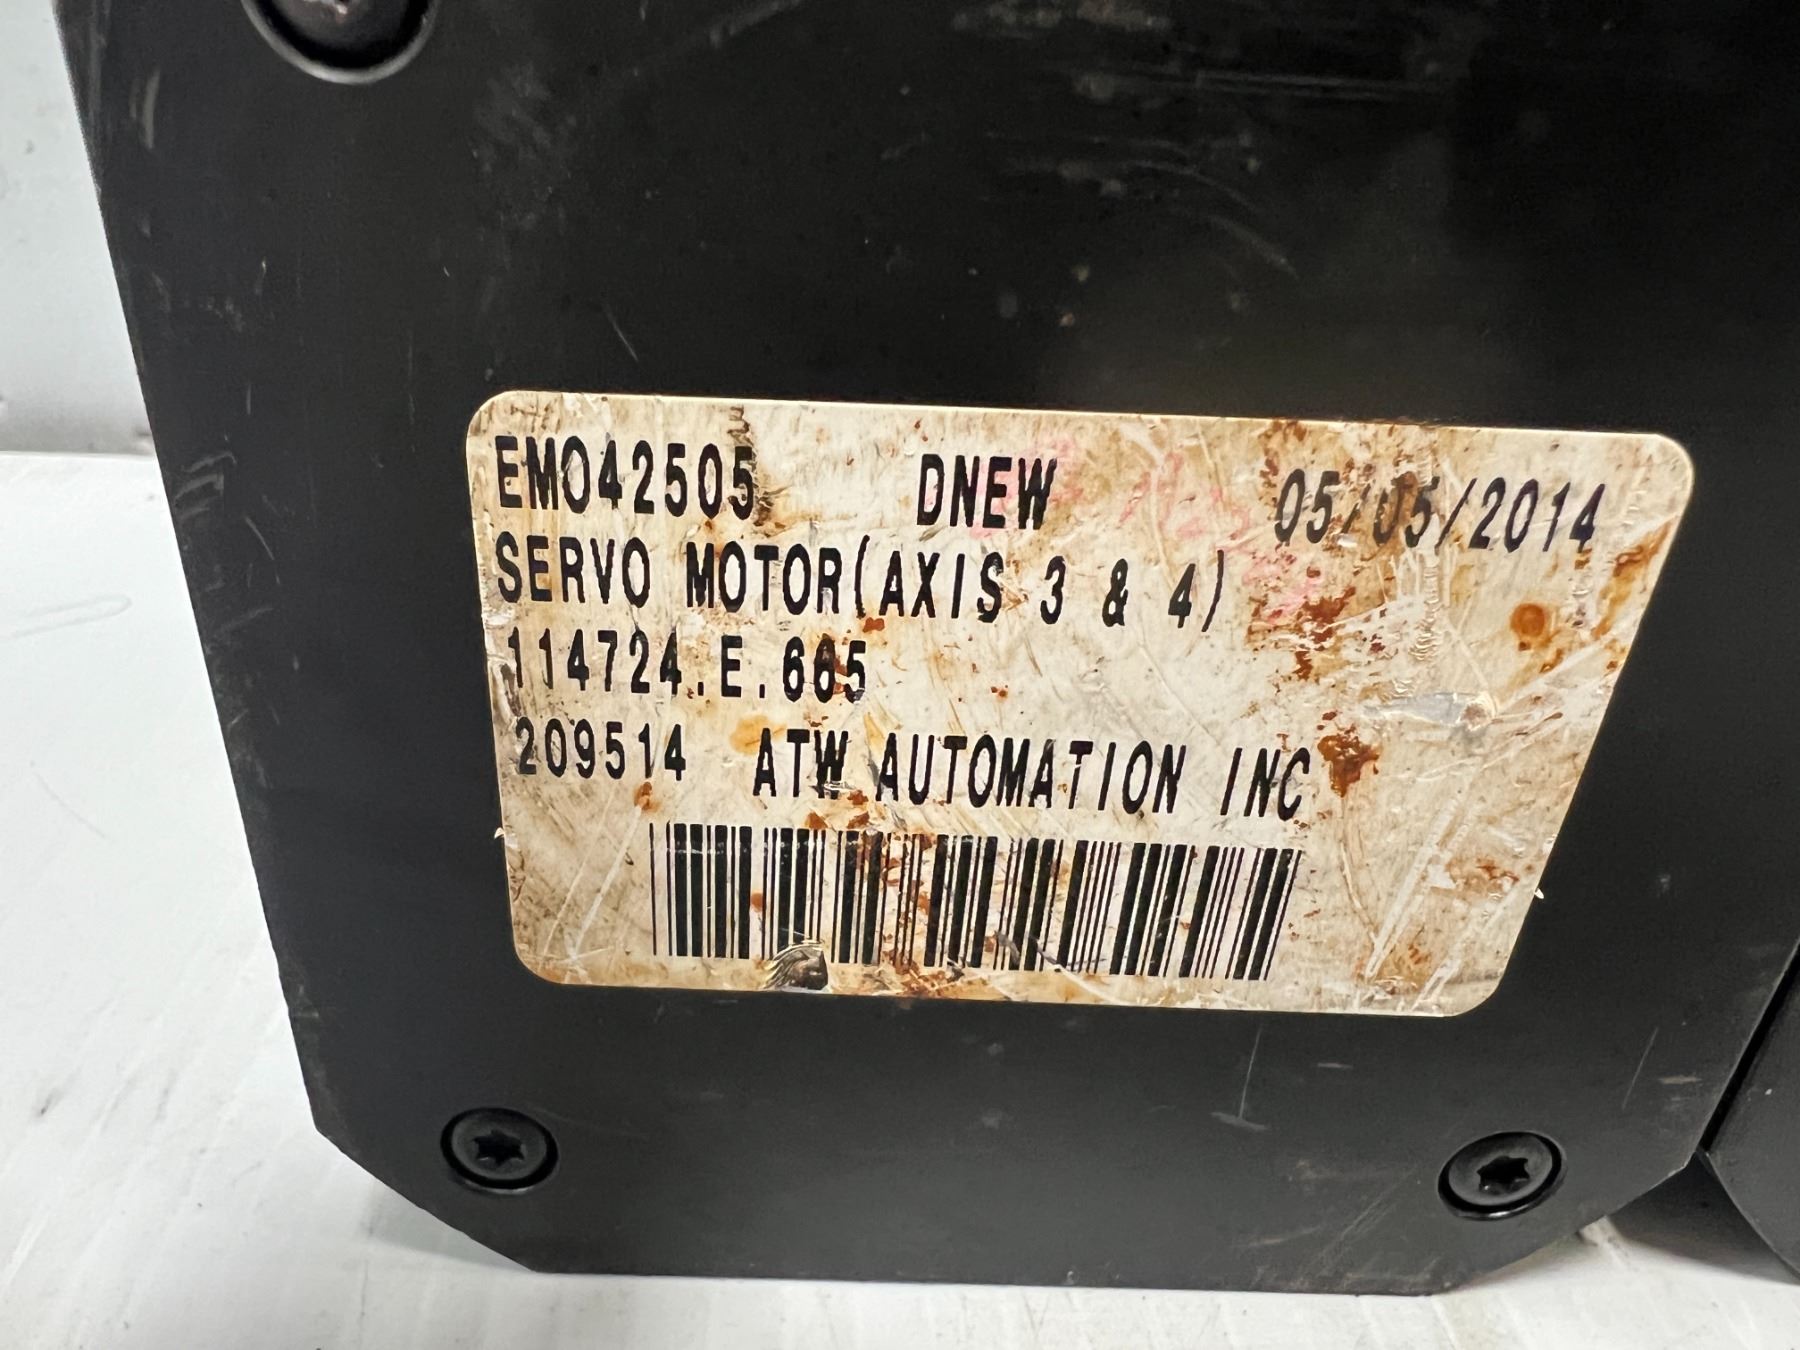 EM042505 DNEW 05/05/2014
SERVO MOTOR(AXIS 3 & 4)
114724.E.665
209514 ATW AUTOMATION INC